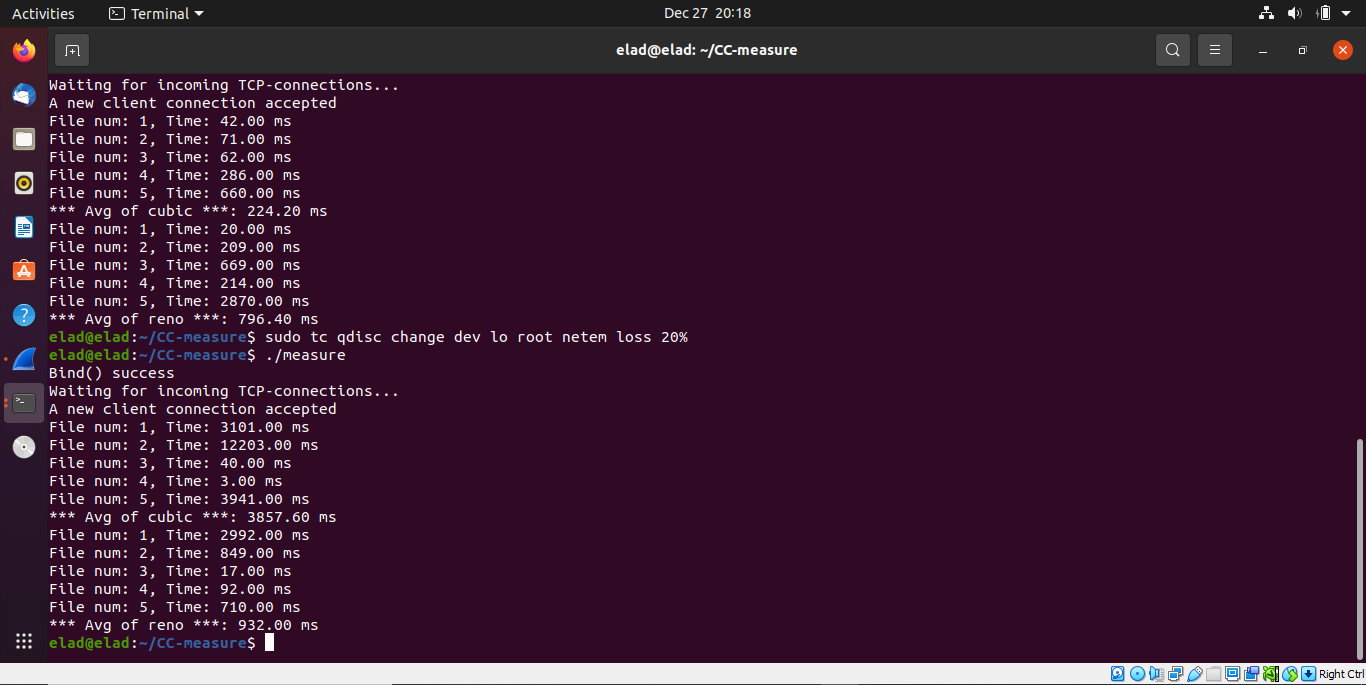 Activities
Terminal
Dec 27 20:18
elad@elad: ~/CC-measure
Waiting for incoming TCP-connections...
A new client connection accepted
File num: 1, Time: 42.00 ms
File num: 2, Time: 71.00 ms
File num: 3, Time: 62.00 ms
File num: 4, Time: 286.00 ms
File num: 5, Time: 660.00 ms
*** Avg of cubic ***: 224.20 ms
File num: 1, Time: 20.00 ms
File num: 2, Time: 209.00 ms
File num: 3, Time: 669.00 ms
File num: 4, Time: 214.00 ms
File num: 5, Time: 2870.00 ms
*** Avg of reno ***: 796.40 ms
elad@elad:~/CC-measure$ sudo tc qdisc change dev lo root netem loss 20%
elad@elad:~/CC-measure$ ./measure
Bind() success
Waiting for incoming TCP-connections...
A new client connection accepted
File num: 1, Time: 3101.00 ms
File num: 2, Time: 12203.00 ms
File num: 3, Time: 40.00 ms
File num: 4, Time: 3.00 ms
File num: 5, Time: 3941.00 ms
*** Avg of cubic ***: 3857.60 ms
File num: 1, Time: 2992.00 ms
File num: 2, Time: 849.00 ms
File num: 3, Time: 17.00 ms
File num: 4, Time: 92.00 ms
File num: 5, Time: 710.00 ms
*** Avg of reno ***: 932.00 ms
elad@elad:~/CC-measure$
Right Ctrl